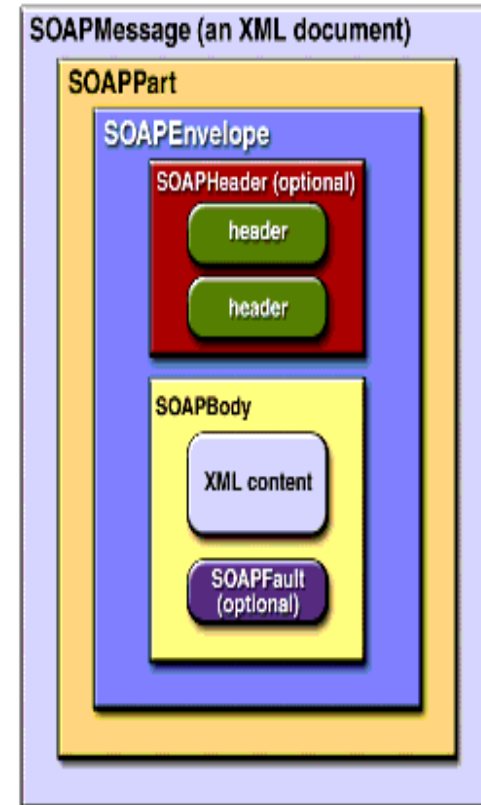 SOAPMessage (an XML document)
SOAPPart
SOAPEnvelope
SOAPHeader (optional)
header
header
SOAPBody
XML content
SOAPFault
(optional)